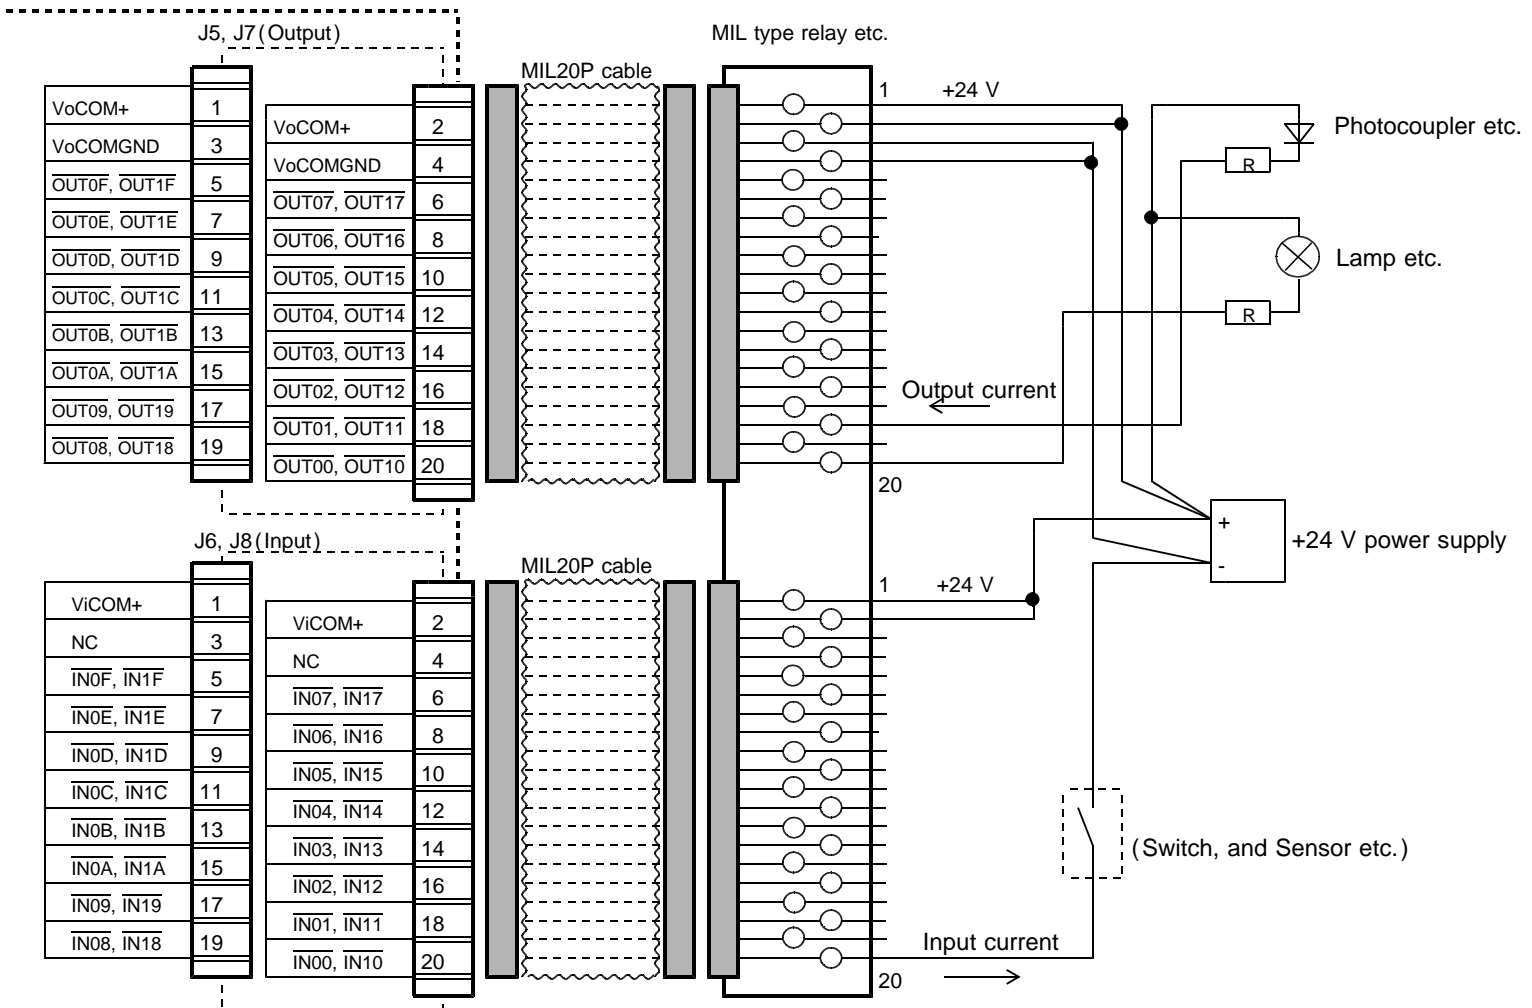 J5, J7(Output)
MIL20P cable
MIL type relay etc.
VoCOM+ 1
VoCOMGND 3
OUT0F, OUT1F 5
OUT0E, OUT1E 7
OUT0D, OUT1D 9
OUT0C, OUT1C 11
OUT0B, OUT1B 13
OUT0A, OUT1A 15
OUT09, OUT19 17
OUT08, OUT18 19
VoCOM+ 2
VoCOMGND 4
OUT07, OUT17 6
OUT06, OUT16 8
OUT05, OUT15 10
OUT04, OUT14 12
OUT03, OUT13 14
OUT02, OUT12 16
OUT01, OUT11 18
OUT00, OUT10 20
1
+24 V
Photocoupler etc.
R
Lamp etc.
R
Output current
20
+
-
+24 V power supply
J6, J8(Input)
MIL20P cable
ViCOM+ 1
NC 3
IN0F, IN1F 5
IN0E, IN1E 7
IN0D, IN1D 9
IN0C, IN1C 11
IN0B, IN1B 13
IN0A, IN1A 15
IN09, IN19 17
IN08, IN18 19
ViCOM+ 2
NC 4
IN07, IN17 6
IN06, IN16 8
IN05, IN15 10
IN04, IN14 12
IN03, IN13 14
IN02, IN12 16
IN01, IN11 18
IN00, IN10 20
1
+24 V
(Switch, and Sensor etc.)
Input current
20